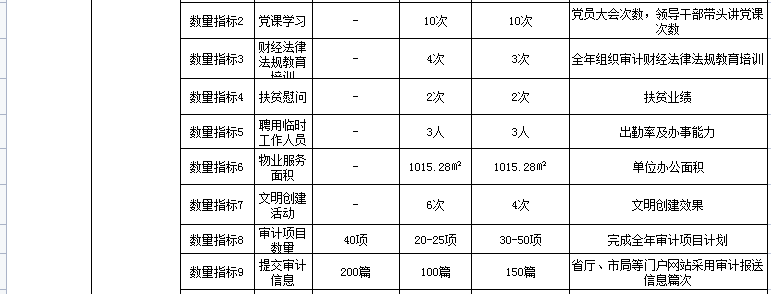 数量指标2 党课学习 - 10次 10次 党员大会次数，领导干部带头讲党课
次数
数量指标3 财经法律
法规教育
培训 - 4次 3次 全年组织审计财经法律法规教育培训
数量指标4 扶贫慰问 - 2次 2次 扶贫业绩
数量指标5 聘用临时
工作人员 - 3人 3人 出勤率及办事能力
数量指标6 物业服务
面积 - 1015.28㎡ 1015.28㎡ 单位办公面积
数量指标7 文明创建
活动 - 6次 4次 文明创建效果
数量指标8 审计项目
数量 40项 20-25项 30-50项 完成全年审计项目计划
数量指标9 提交审计
信息 200篇 100篇 150篇 省厅、市局等门户网站采用审计报送
信息篇次